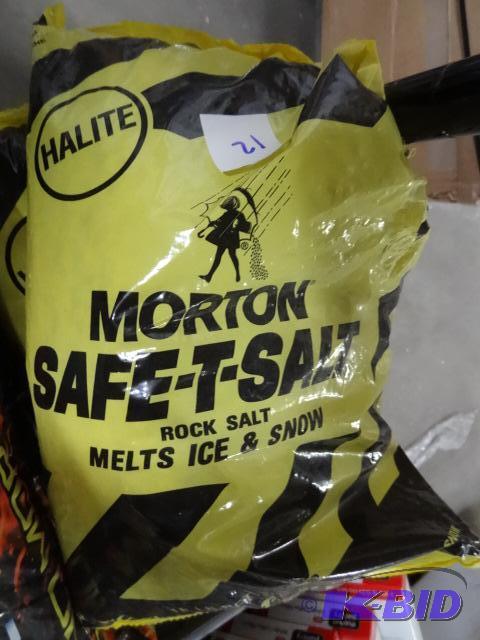 HALITE
21
MORTON
SAFE-T-SALT
ROCK SALT
MELTS ICE & SNOW
© K-BID